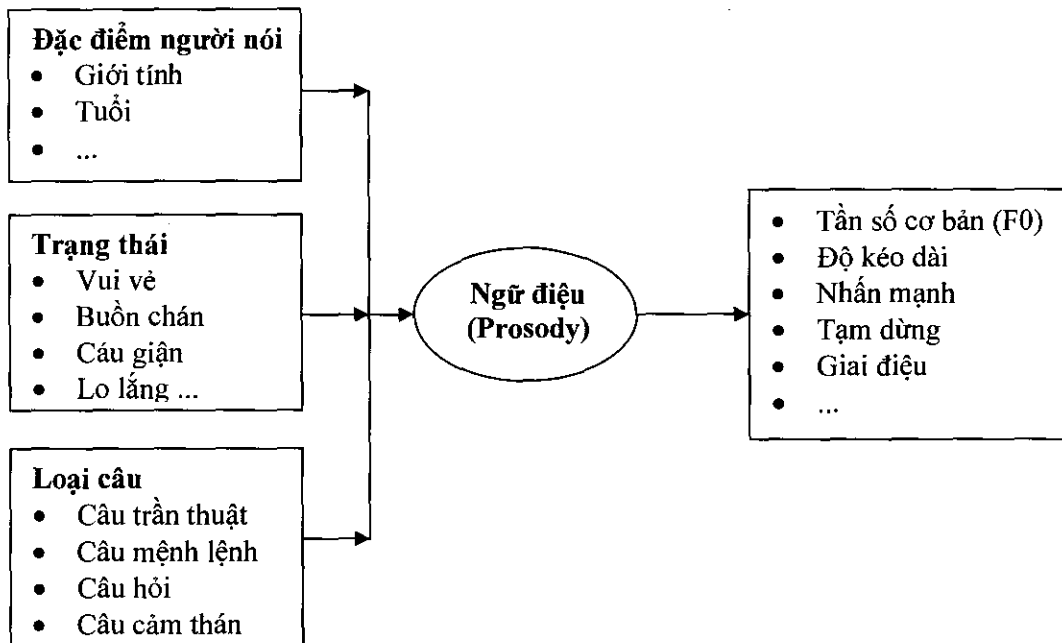 Đặc điểm người nói
• Giới tính
• Tuổi
• ...
Trạng thái
• Vui vẻ
• Buồn chán
• Cáu giận
• Lo lắng ...
Loại câu
• Câu trần thuật
• Câu mệnh lệnh
• Câu hỏi
• Câu cảm thán
Ngữ điệu
(Prosody)
• Tần số cơ bản (F0)
• Độ kéo dài
• Nhấn mạnh
• Tạm dừng
• Giai điệu
• ...